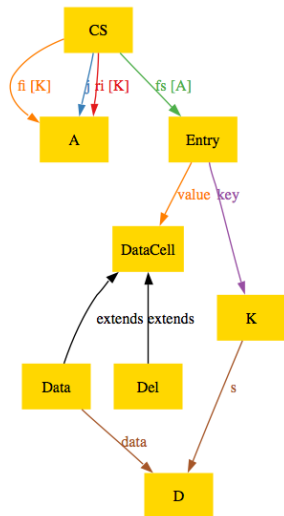 CS
fi [K]
j
ri [K]
fs [A]
A
Entry
value
key
DataCell
extends
extends
K
Data
Del
s
data
D